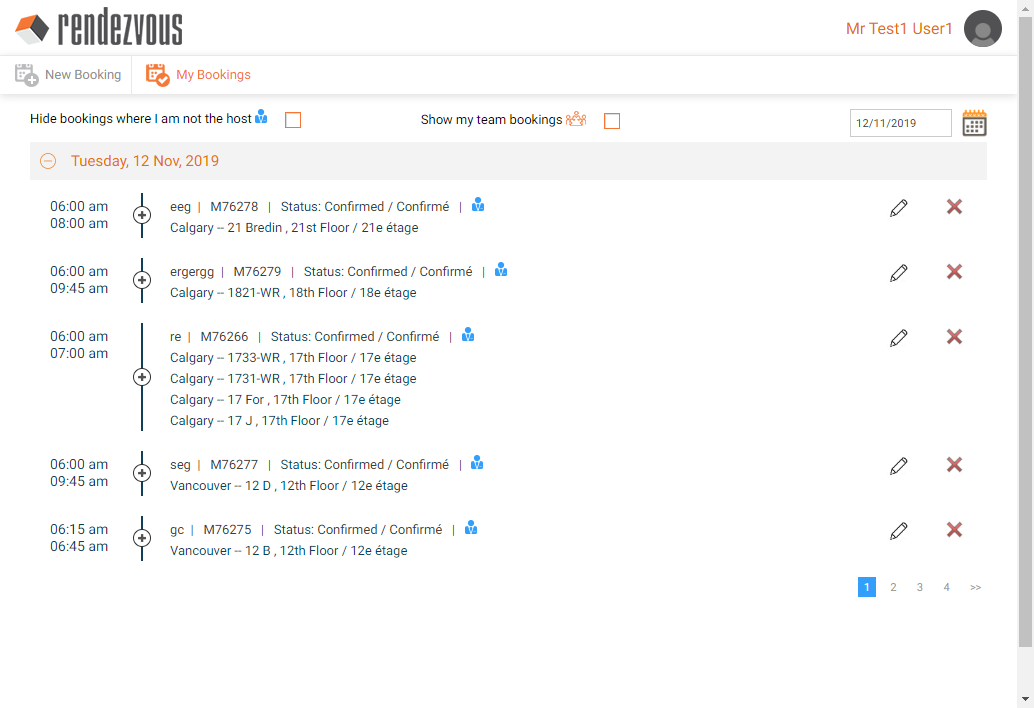 rendezvous
Mr Test1 User1
New Booking
My Bookings
Hide bookings where I am not the host
Show my team bookings
12/11/2019
Tuesday, 12 Nov, 2019
06:00 am
08:00 am
eeg | M76278 | Status: Confirmed / Confirmé |
Calgary -- 21 Bredin , 21st Floor / 21e étage
06:00 am
09:45 am
ergergg | M76279 | Status: Confirmed / Confirmé |
Calgary -- 1821-WR , 18th Floor / 18e étage
06:00 am
07:00 am
re | M76266 | Status: Confirmed / Confirmé |
Calgary -- 1733-WR , 17th Floor / 17e étage
Calgary -- 1731-WR , 17th Floor / 17e étage
Calgary -- 17 For , 17th Floor / 17e étage
Calgary -- 17 J , 17th Floor / 17e étage
06:00 am
09:45 am
seg | M76277 | Status: Confirmed / Confirmé |
Vancouver -- 12 D , 12th Floor / 12e étage
06:15 am
06:45 am
gc | M76275 | Status: Confirmed / Confirmé |
Vancouver -- 12 B , 12th Floor / 12e étage
1 2 3 4 >>